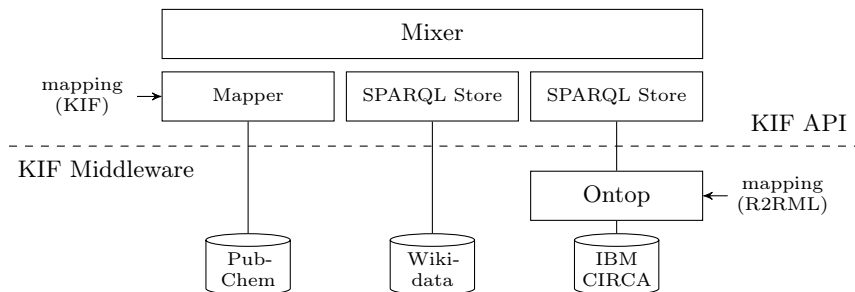 Mixer
mapping
(KIF)
Mapper
SPARQL Store
SPARQL Store
KIF API
KIF Middleware
Ontop
mapping
(R2RML)
Pub-
Chem
Wiki-
data
IBM
CIRCA